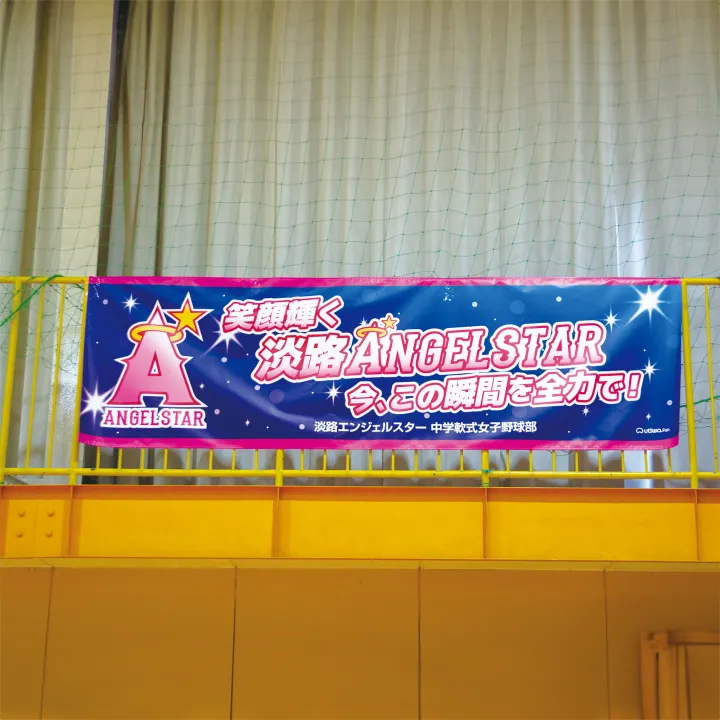 A
ANGELSTAR
笑顔輝く
淡路ANGELSTAR
今、この瞬間を全力で!
淡路エンジェルスター 中学軟式女子野球部
utiwa.fan